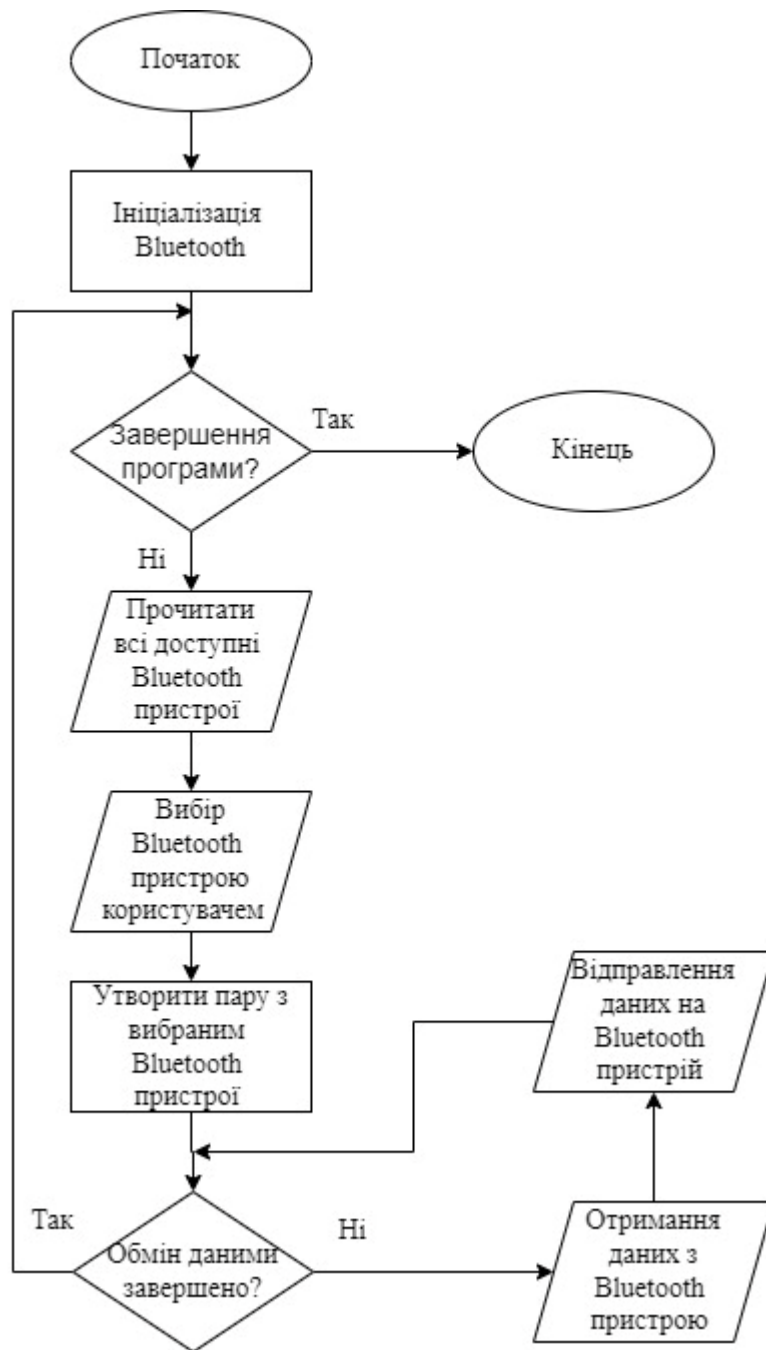 Початок
Ініціалізація
Bluetooth
Завершення
програми?
Так
Кінець
Ні
Прочитати
всі доступні
Bluetooth
пристрої
Вибір
Bluetooth
пристрою
користувачем
Утворити пару з
вибраним
Bluetooth
пристрої
Відправлення
даних на
Bluetooth
пристрій
Так
Обмін даними
завершено?
Ні
Отримання
даних з
Bluetooth
пристрою